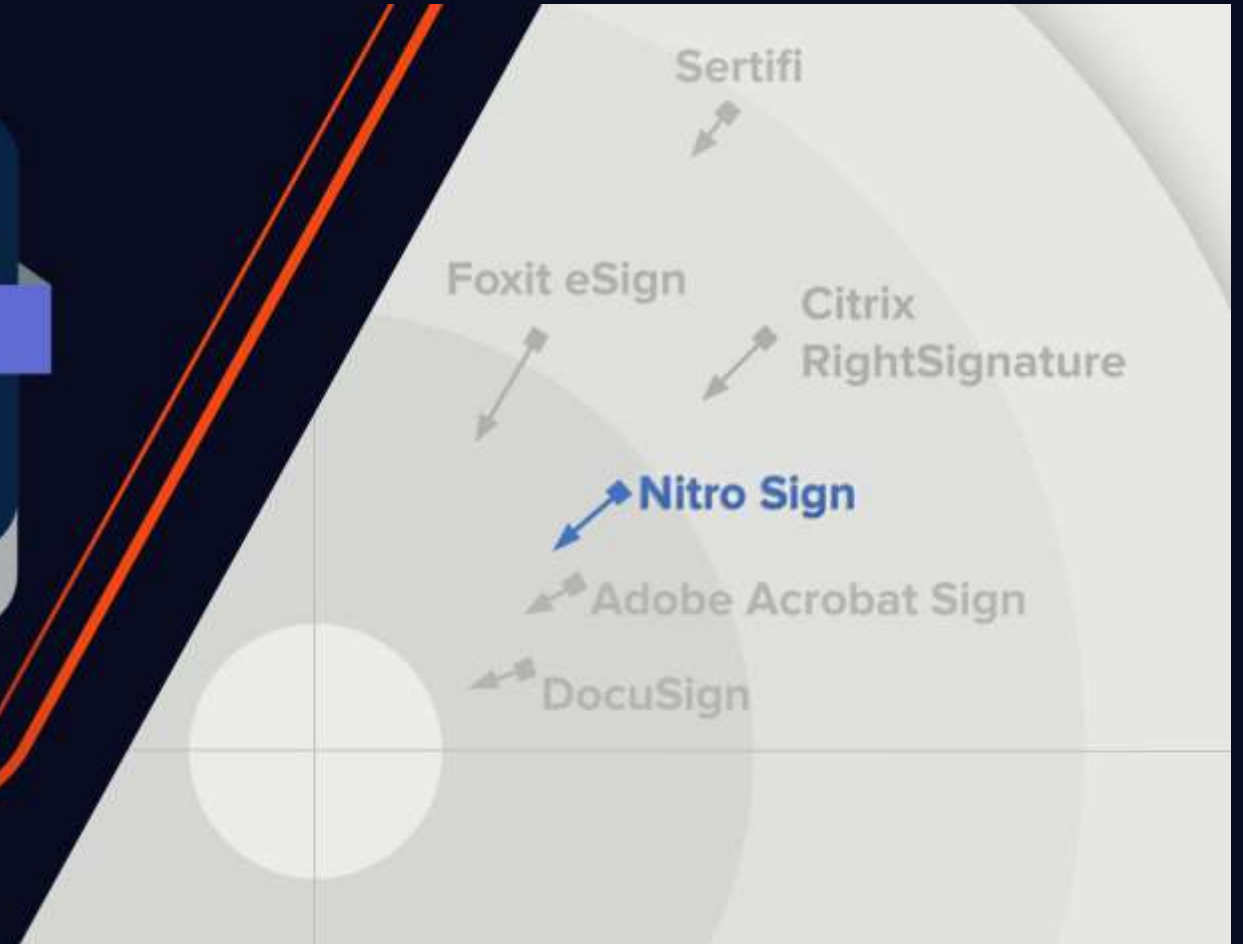 Sertifi
Foxit eSign
Citrix
RightSignature
Nitro Sign
Adobe Acrobat Sign
DocuSign